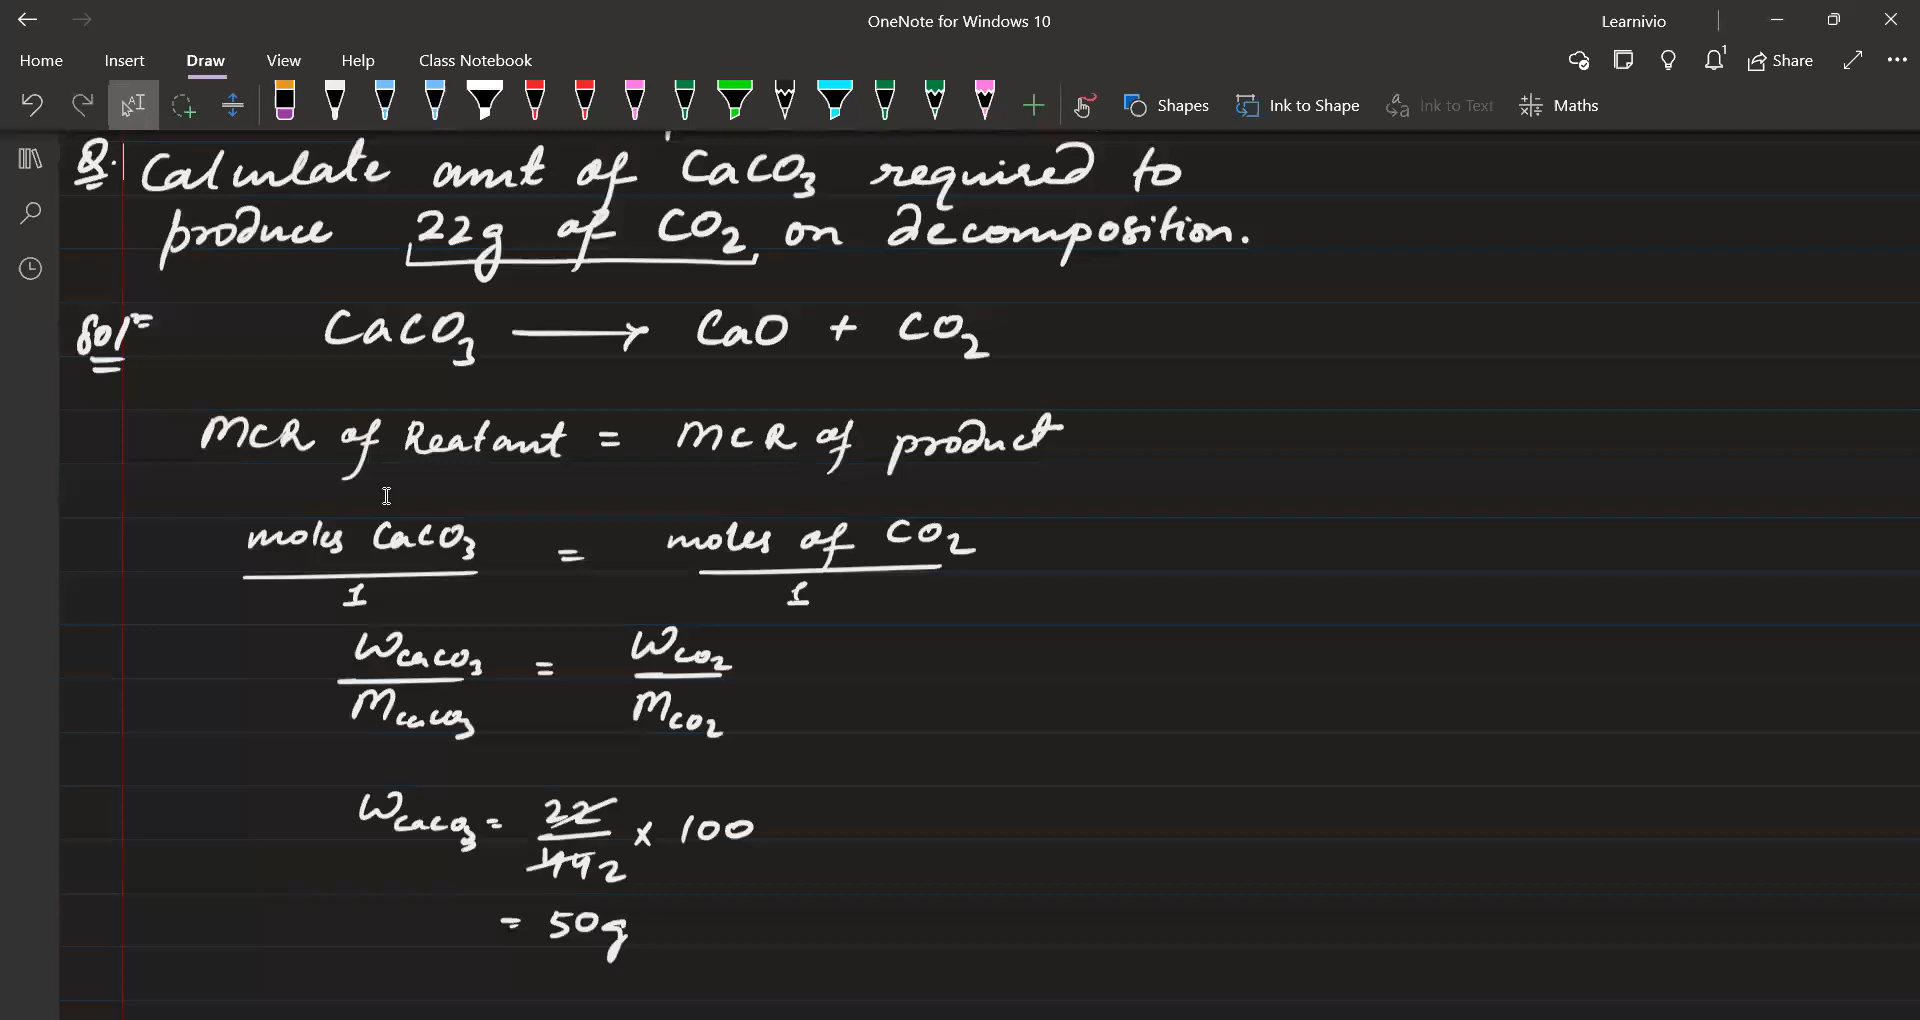 OneNote for Windows 10
Learnivio
Home Insert Draw View Help Class Notebook
Share
Shapes Ink to Shape Ink to Text Maths
Q. Calculate amt of CaCO3 required to
produce 22g of CO2 on decomposition.
Sol= CaCO3 → CaO + CO2
MCR of Reatant = MCR of product
moles CaCO3 / 1 = moles of CO2 / 1
WCaCO3 / MCaCO3 = WCO2 / MCO2
WCaCO3 = 22 / 44 2 x 100
= 50g